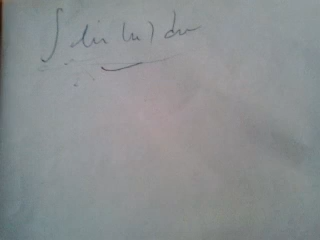 ∫ sin(u) du